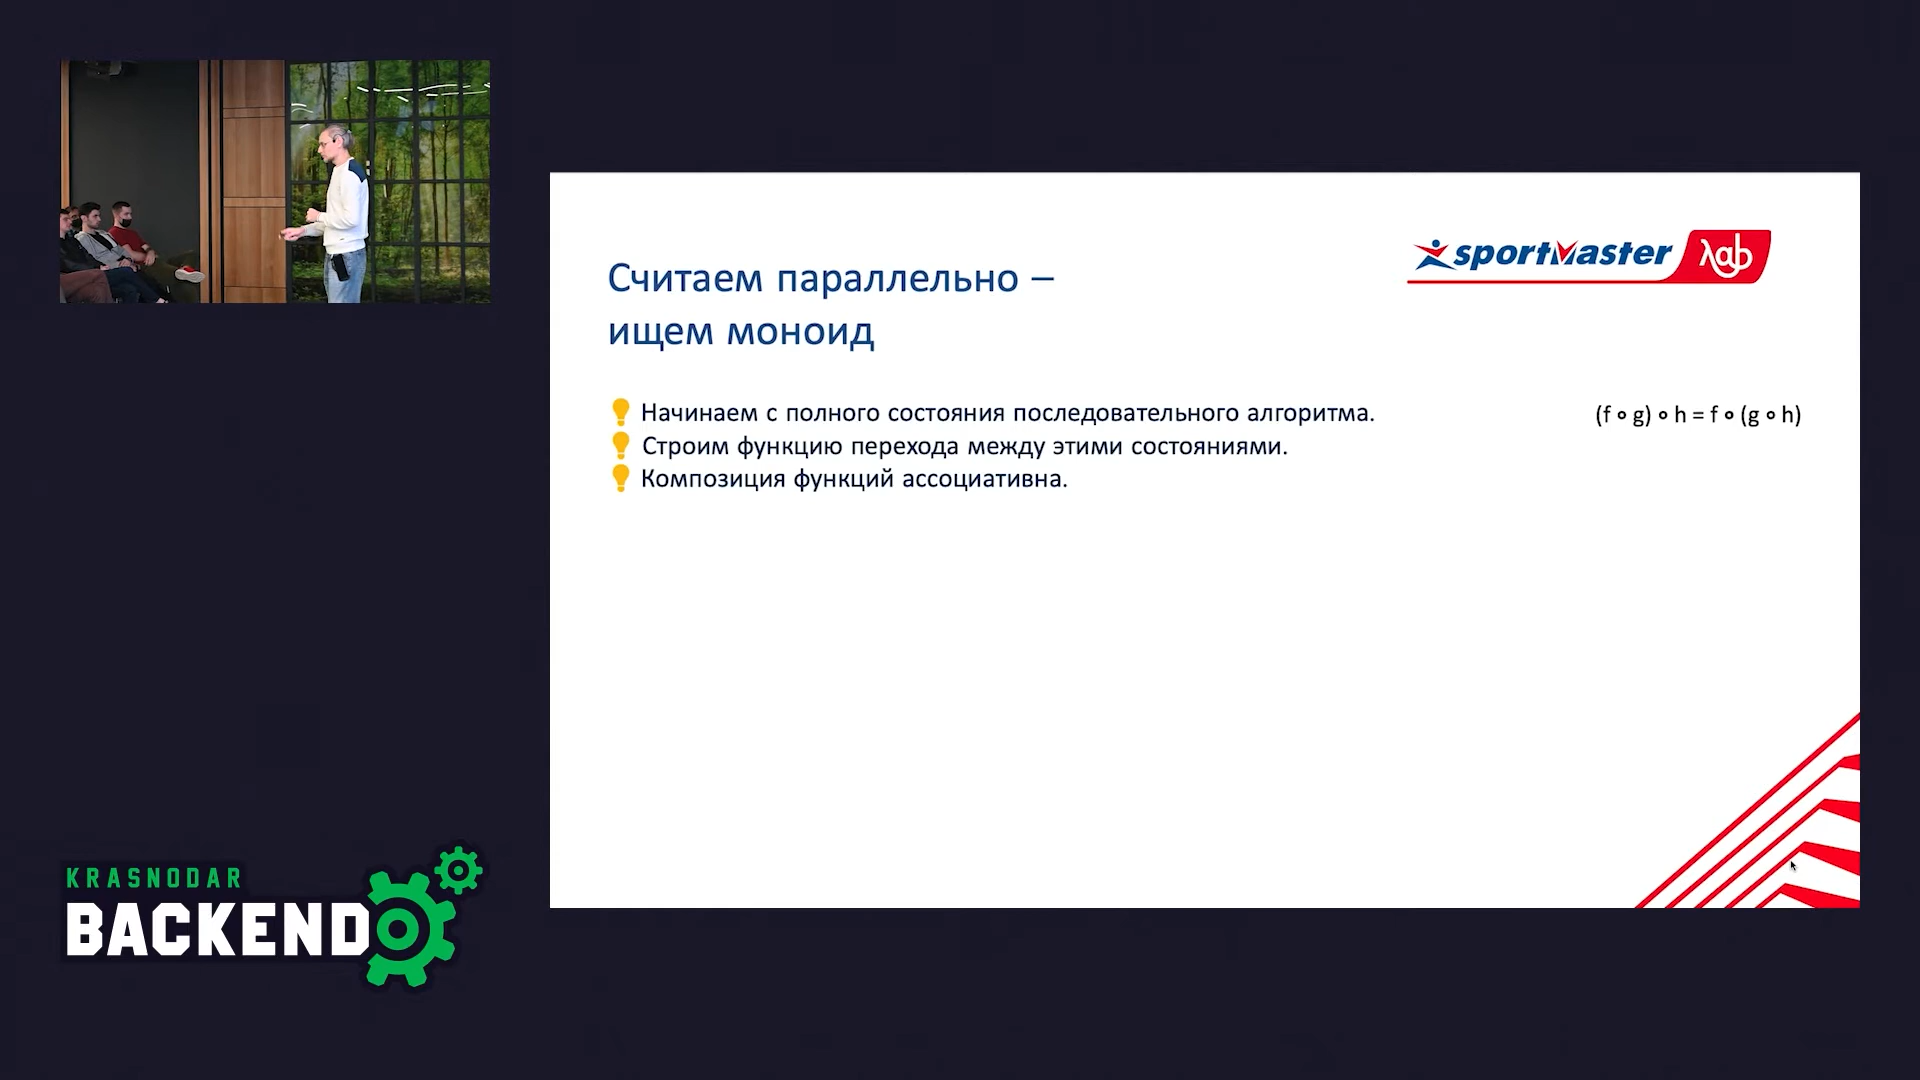 sportmaster λab
Считаем параллельно –
ищем моноид
Начинаем с полного состояния последовательного алгоритма.
(f ∘ g) ∘ h = f ∘ (g ∘ h)
Строим функцию перехода между этими состояниями.
Композиция функций ассоциативна.
KRASNODAR
BACKEND